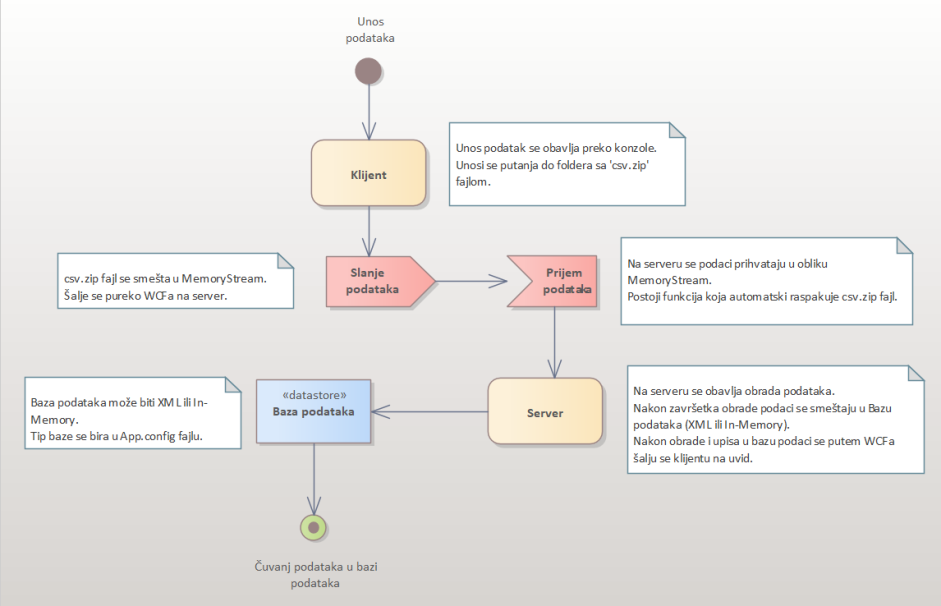 Unos
podataka
Klijent
Unos podatak se obavlja preko konzole.
Unosi se putanja do foldera sa 'csv.zip'
fajlom.
csv.zip fajl se smešta u MemoryStream.
Šalje se pureko WCFa na server.
Slanje
podataka
Prijem
podataka
Na serveru se podaci prihvataju u obliku
MemoryStream.
Postoji funkcija koja automatski raspakuje csv.zip fajl.
Baza podataka može biti XML ili In-
Memory.
Tip baze se bira u App.config fajlu.
«datastore»
Baza podataka
Server
Na serveru se obavlja obrada podataka.
Nakon završetka obrade podaci se smeštaju u Bazu
podataka (XML ili In-Memory).
Nakon obrade i upisa u bazu podaci se putem WCFa
šalju se klijentu na uvid.
Čuvanj podataka u bazi
podataka